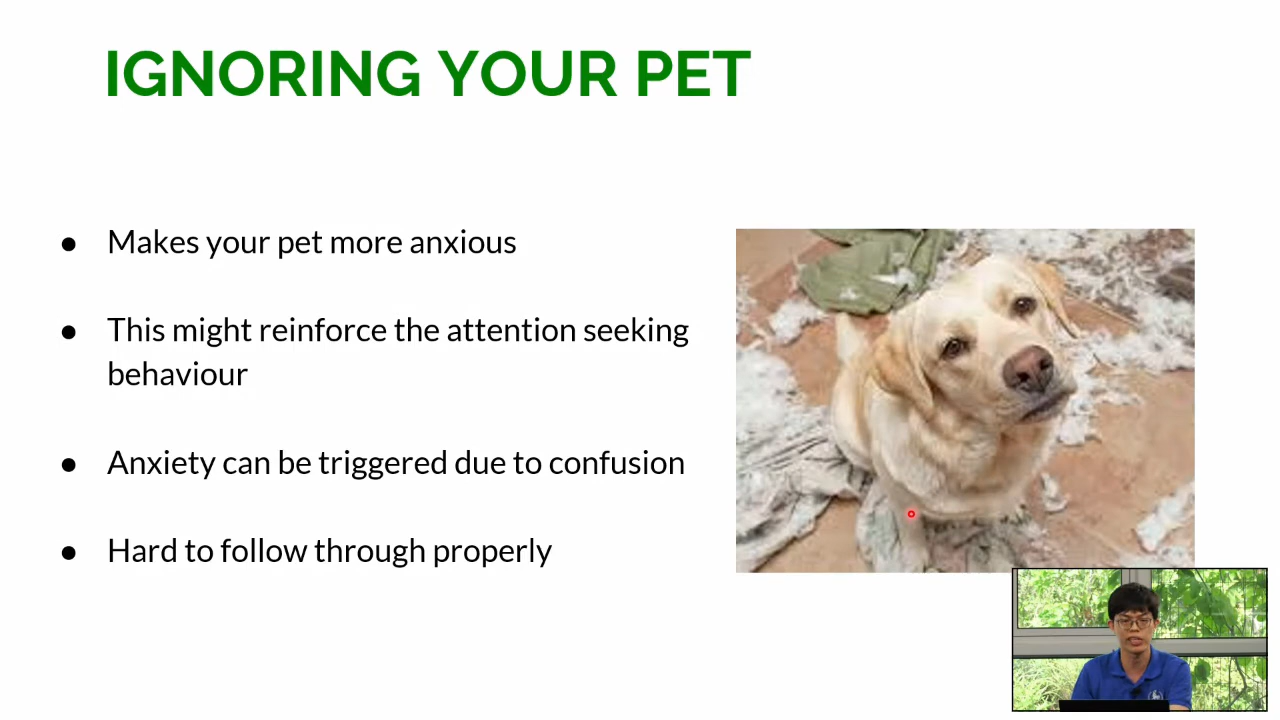 IGNORING YOUR PET
● Makes your pet more anxious
● This might reinforce the attention seeking
behaviour
● Anxiety can be triggered due to confusion
● Hard to follow through properly